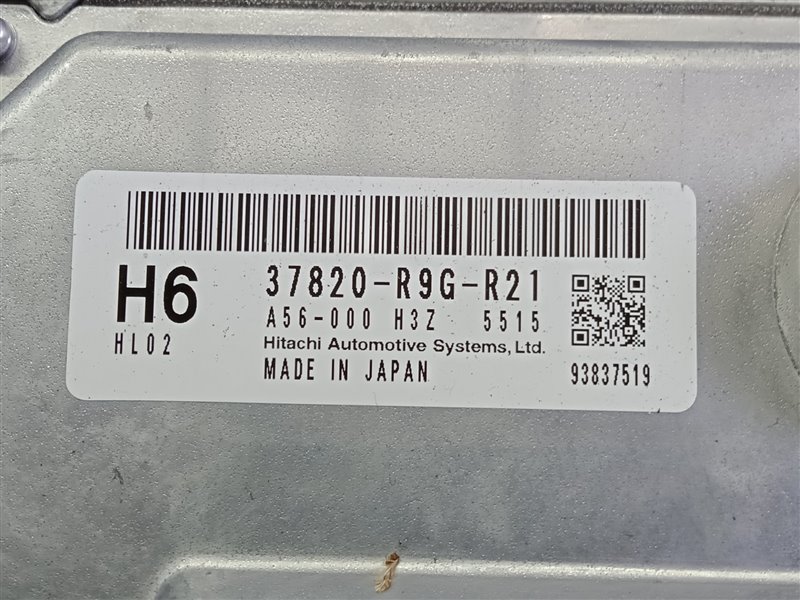 H6 37820-R9G-R21
A56-000 H3Z 5515
HL02 Hitachi Automotive Systems, Ltd.
MADE IN JAPAN 93837519